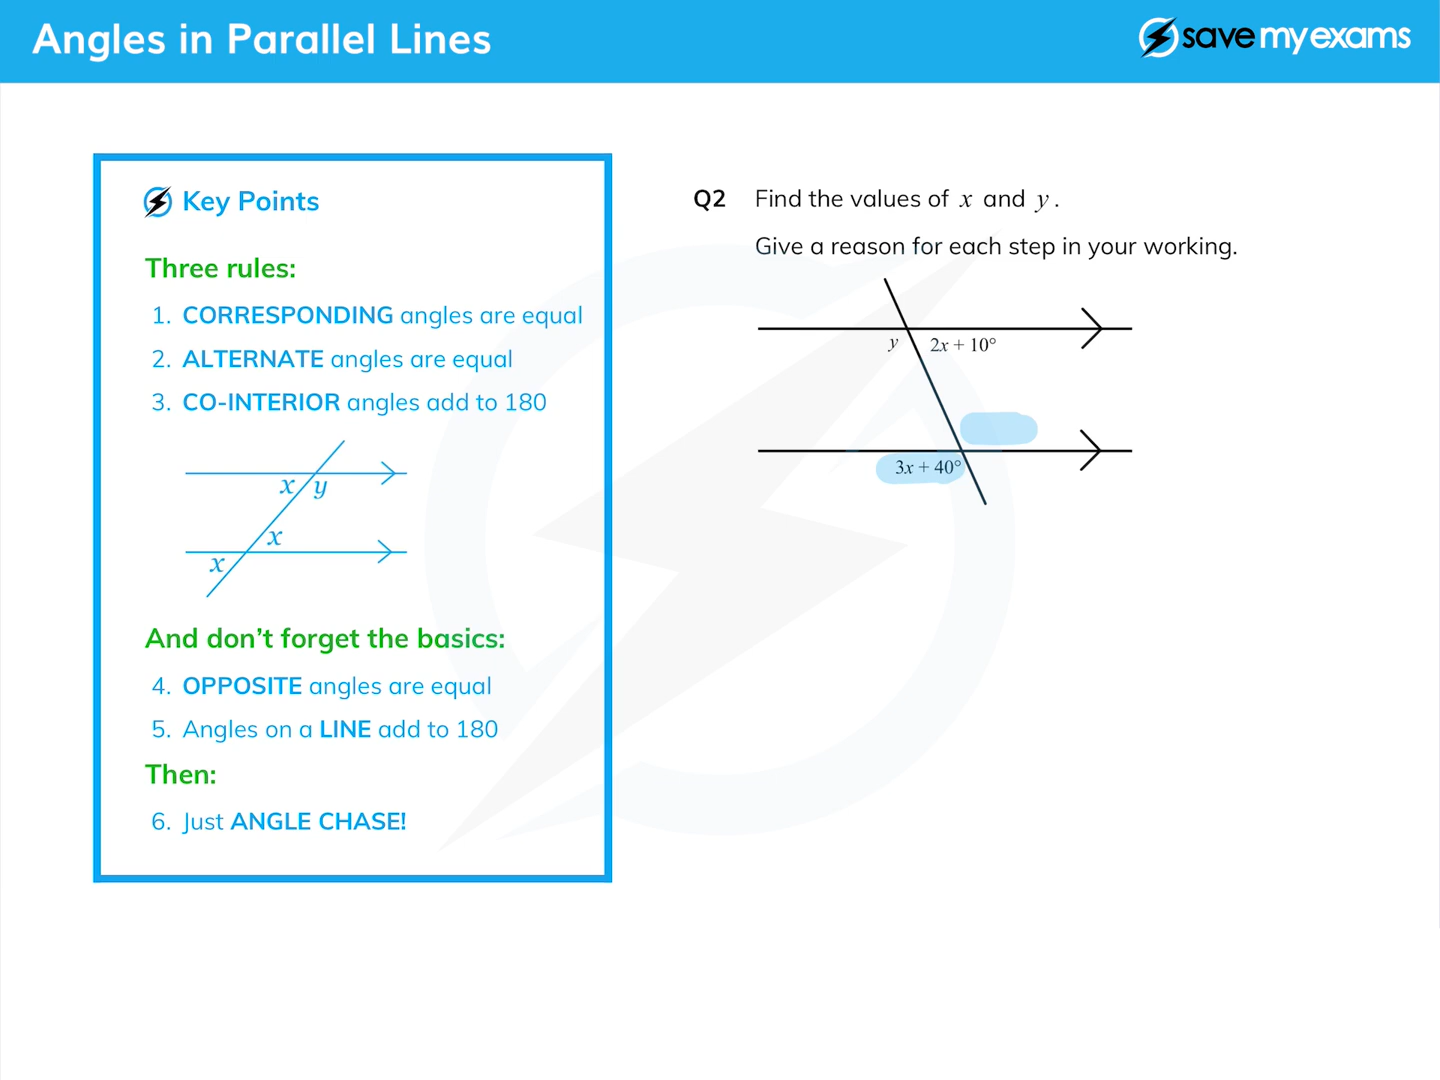 Angles in Parallel Lines
save my exams
Key Points
Three rules:
1. CORRESPONDING angles are equal
2. ALTERNATE angles are equal
3. CO-INTERIOR angles add to 180
x y
x
x
And don't forget the basics:
4. OPPOSITE angles are equal
5. Angles on a LINE add to 180
Then:
6. Just ANGLE CHASE!
Q2 Find the values of x and y .
Give a reason for each step in your working.
y 2x + 10°
3x + 40°